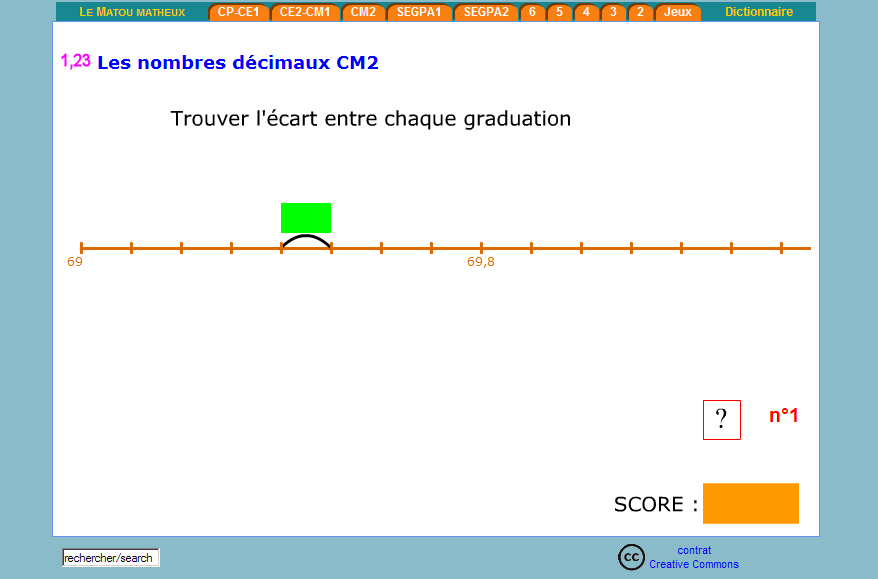 LE MATOU MATHEUX CP-CE1 CE2-CM1 CM2 SEGPA1 SEGPA2 6 5 4 3 2 Jeux Dictionnaire
1,23 Les nombres décimaux CM2
Trouver l'écart entre chaque graduation
69 69,8
? n°1
SCORE :
rechercher/search
cc contrat
Creative Commons